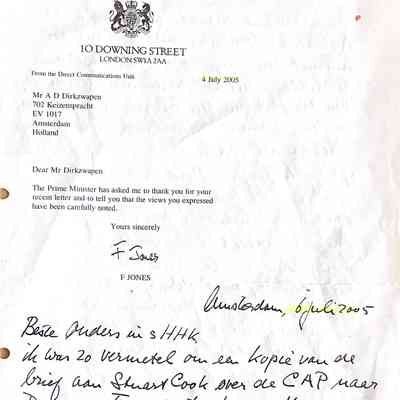 10 DOWNING STREET
LONDON SW1A 2AA
From the Direct Communications Unit
4 July 2005
Mr A D Dirkzwapen
702 Keizempracht
EV 1017
Amsterdam
Holland
Dear Mr Dirkzwapen
The Prime Minister has asked me to thank you for your
recent letter and to tell you that the views you expressed
have been carefully noted.
Yours sincerely
F Jones
F JONES
Amsterdam, 6 juli 2005
Beste Ouders in s HHK
ik was zo vermetel om een kopie van de
brief aan Stuart Cook over de CAP naar